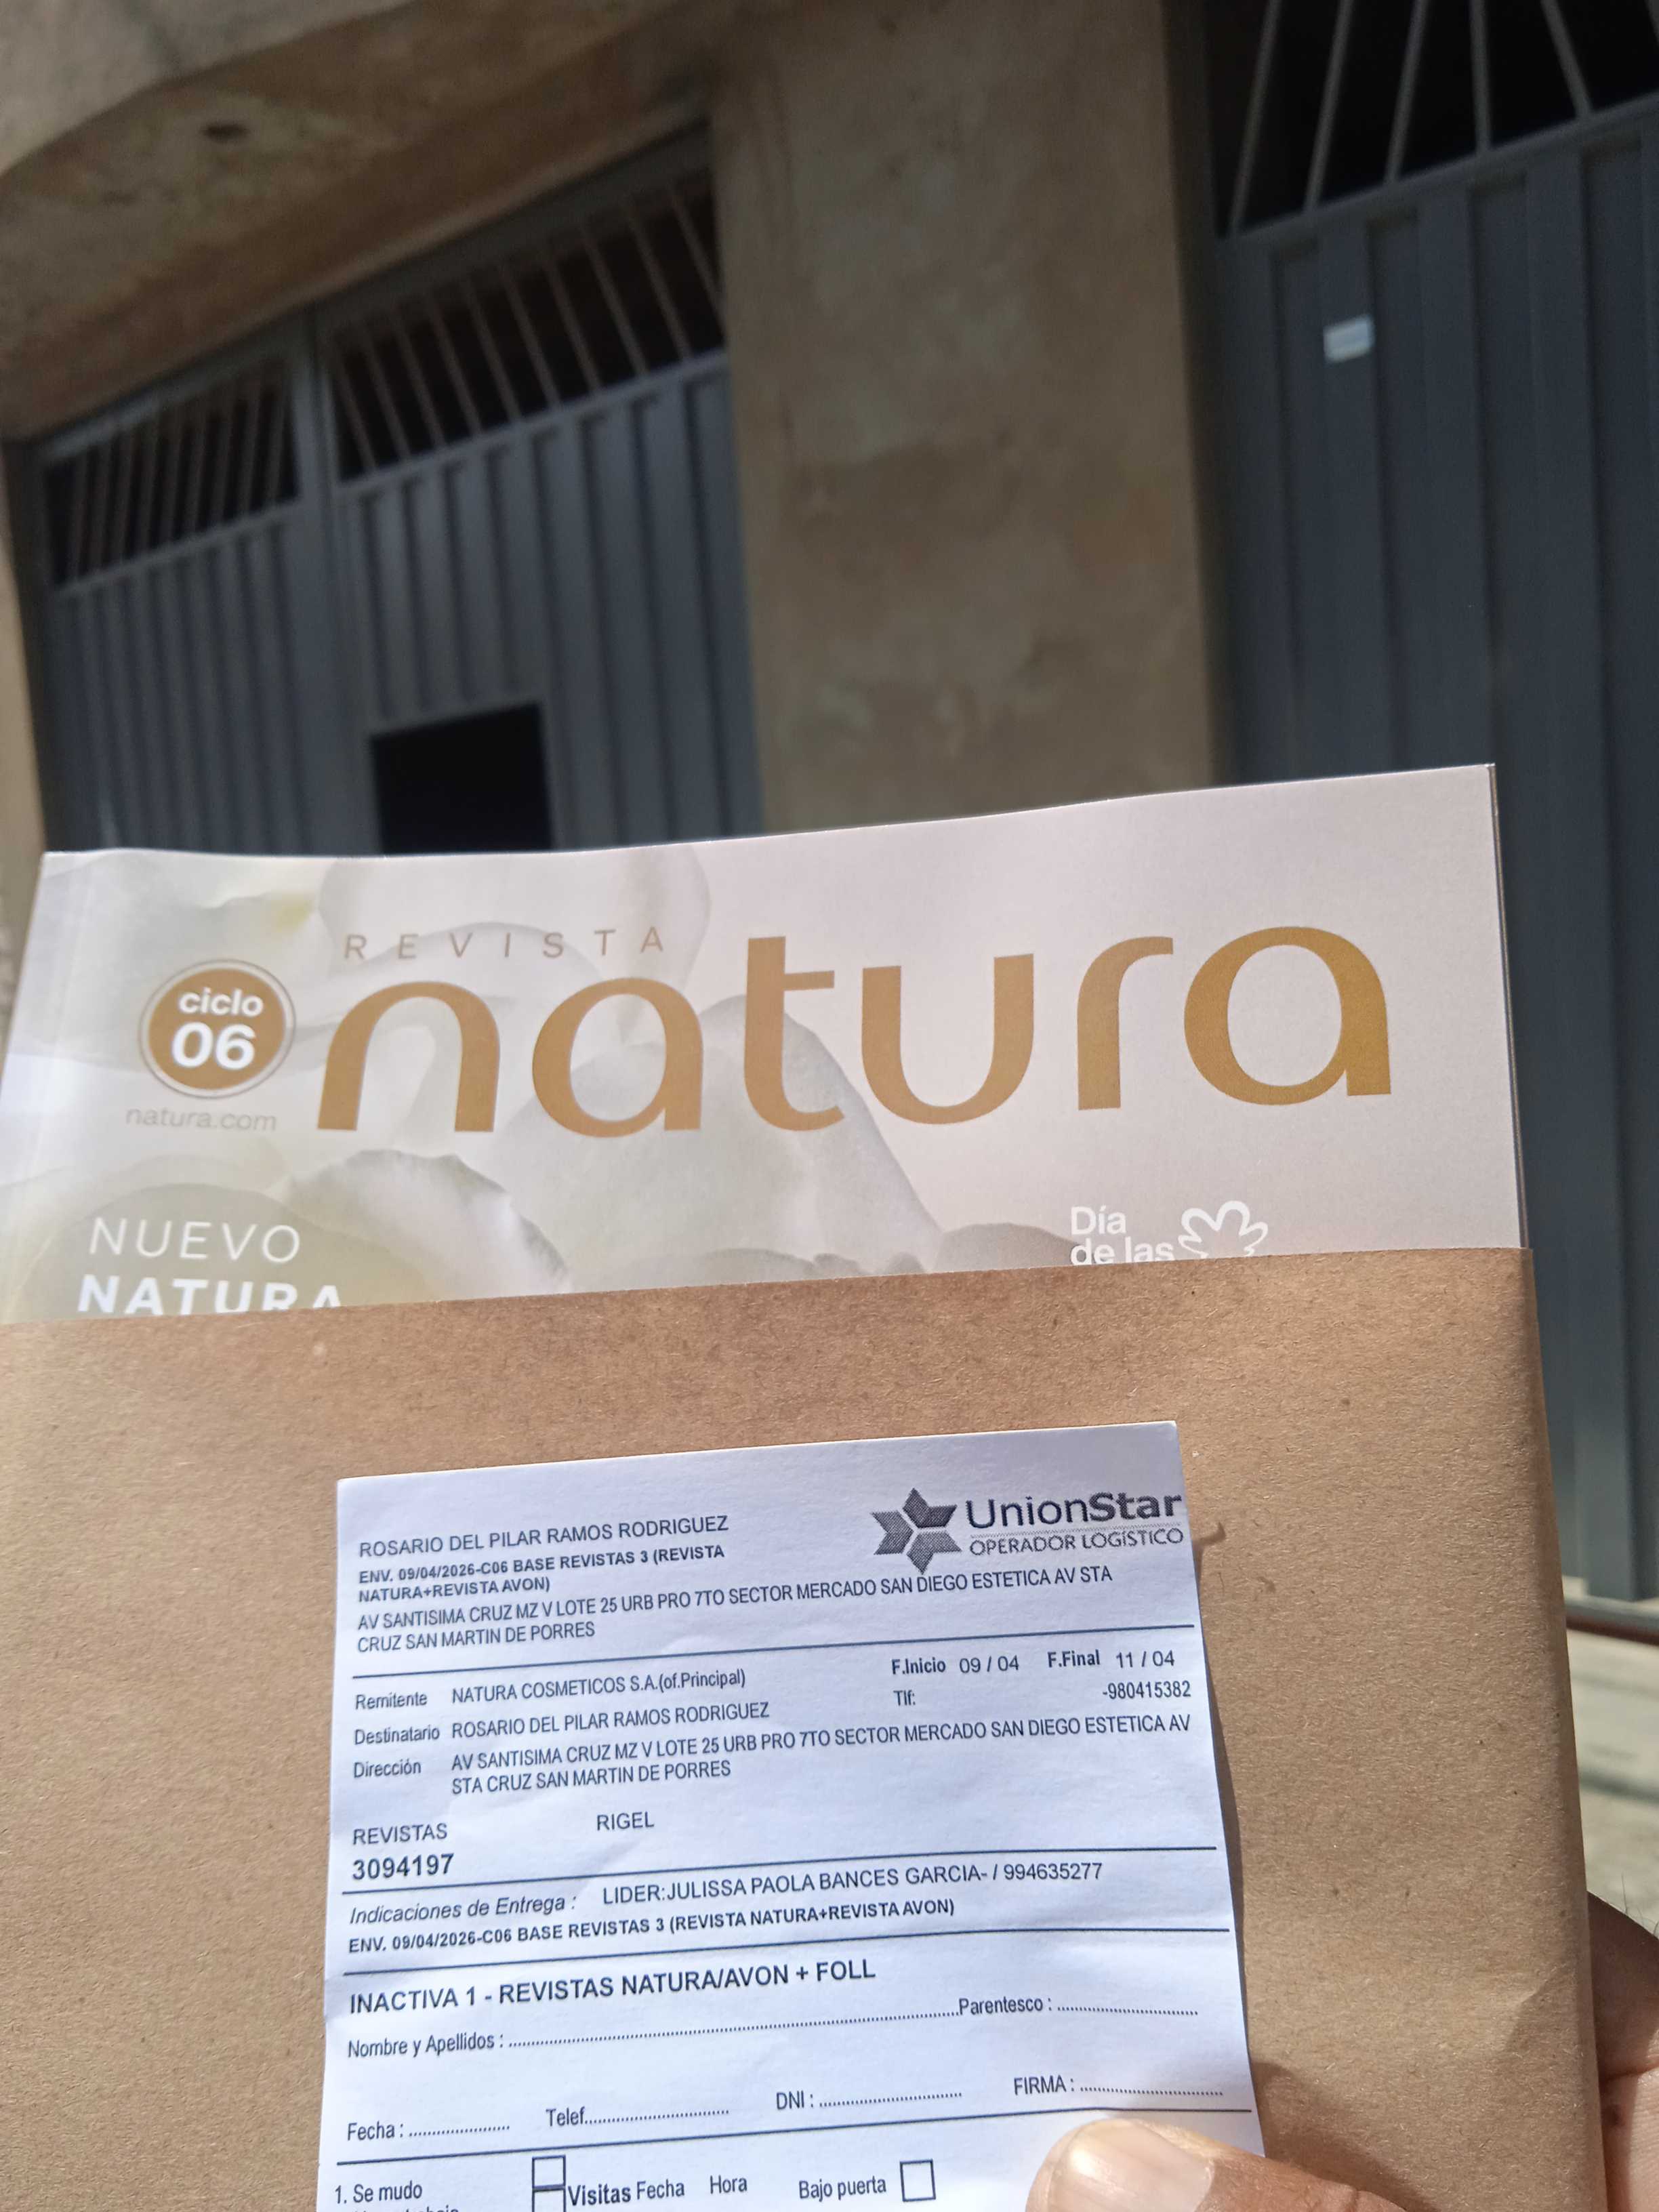 REVISTA
natura
ciclo
06
natura.com
NUEVO
NATURA
Día
de las
UnionStar
OPERADOR LOGÍSTICO
ROSARIO DEL PILAR RAMOS RODRIGUEZ
ENV. 09/04/2026-C06 BASE REVISTAS 3 (REVISTA
NATURA+REVISTA AVON)
AV SANTISIMA CRUZ MZ V LOTE 25 URB PRO 7TO SECTOR MERCADO SAN DIEGO ESTETICA AV STA
CRUZ SAN MARTIN DE PORRES
Remitente NATURA COSMETICOS S.A.(of.Principal) F.Inicio 09 / 04 F.Final 11 / 04
Destinatario ROSARIO DEL PILAR RAMOS RODRIGUEZ Tlf: -980415382
Dirección AV SANTISIMA CRUZ MZ V LOTE 25 URB PRO 7TO SECTOR MERCADO SAN DIEGO ESTETICA AV
STA CRUZ SAN MARTIN DE PORRES
REVISTAS RIGEL
3094197
Indicaciones de Entrega : LIDER:JULISSA PAOLA BANCES GARCIA- / 994635277
ENV. 09/04/2026-C06 BASE REVISTAS 3 (REVISTA NATURA+REVISTA AVON)
INACTIVA 1 - REVISTAS NATURA/AVON + FOLL
Nombre y Apellidos : Parentesco :
Fecha : Telef. DNI : FIRMA :
1. Se mudo Visitas Fecha Hora Bajo puerta